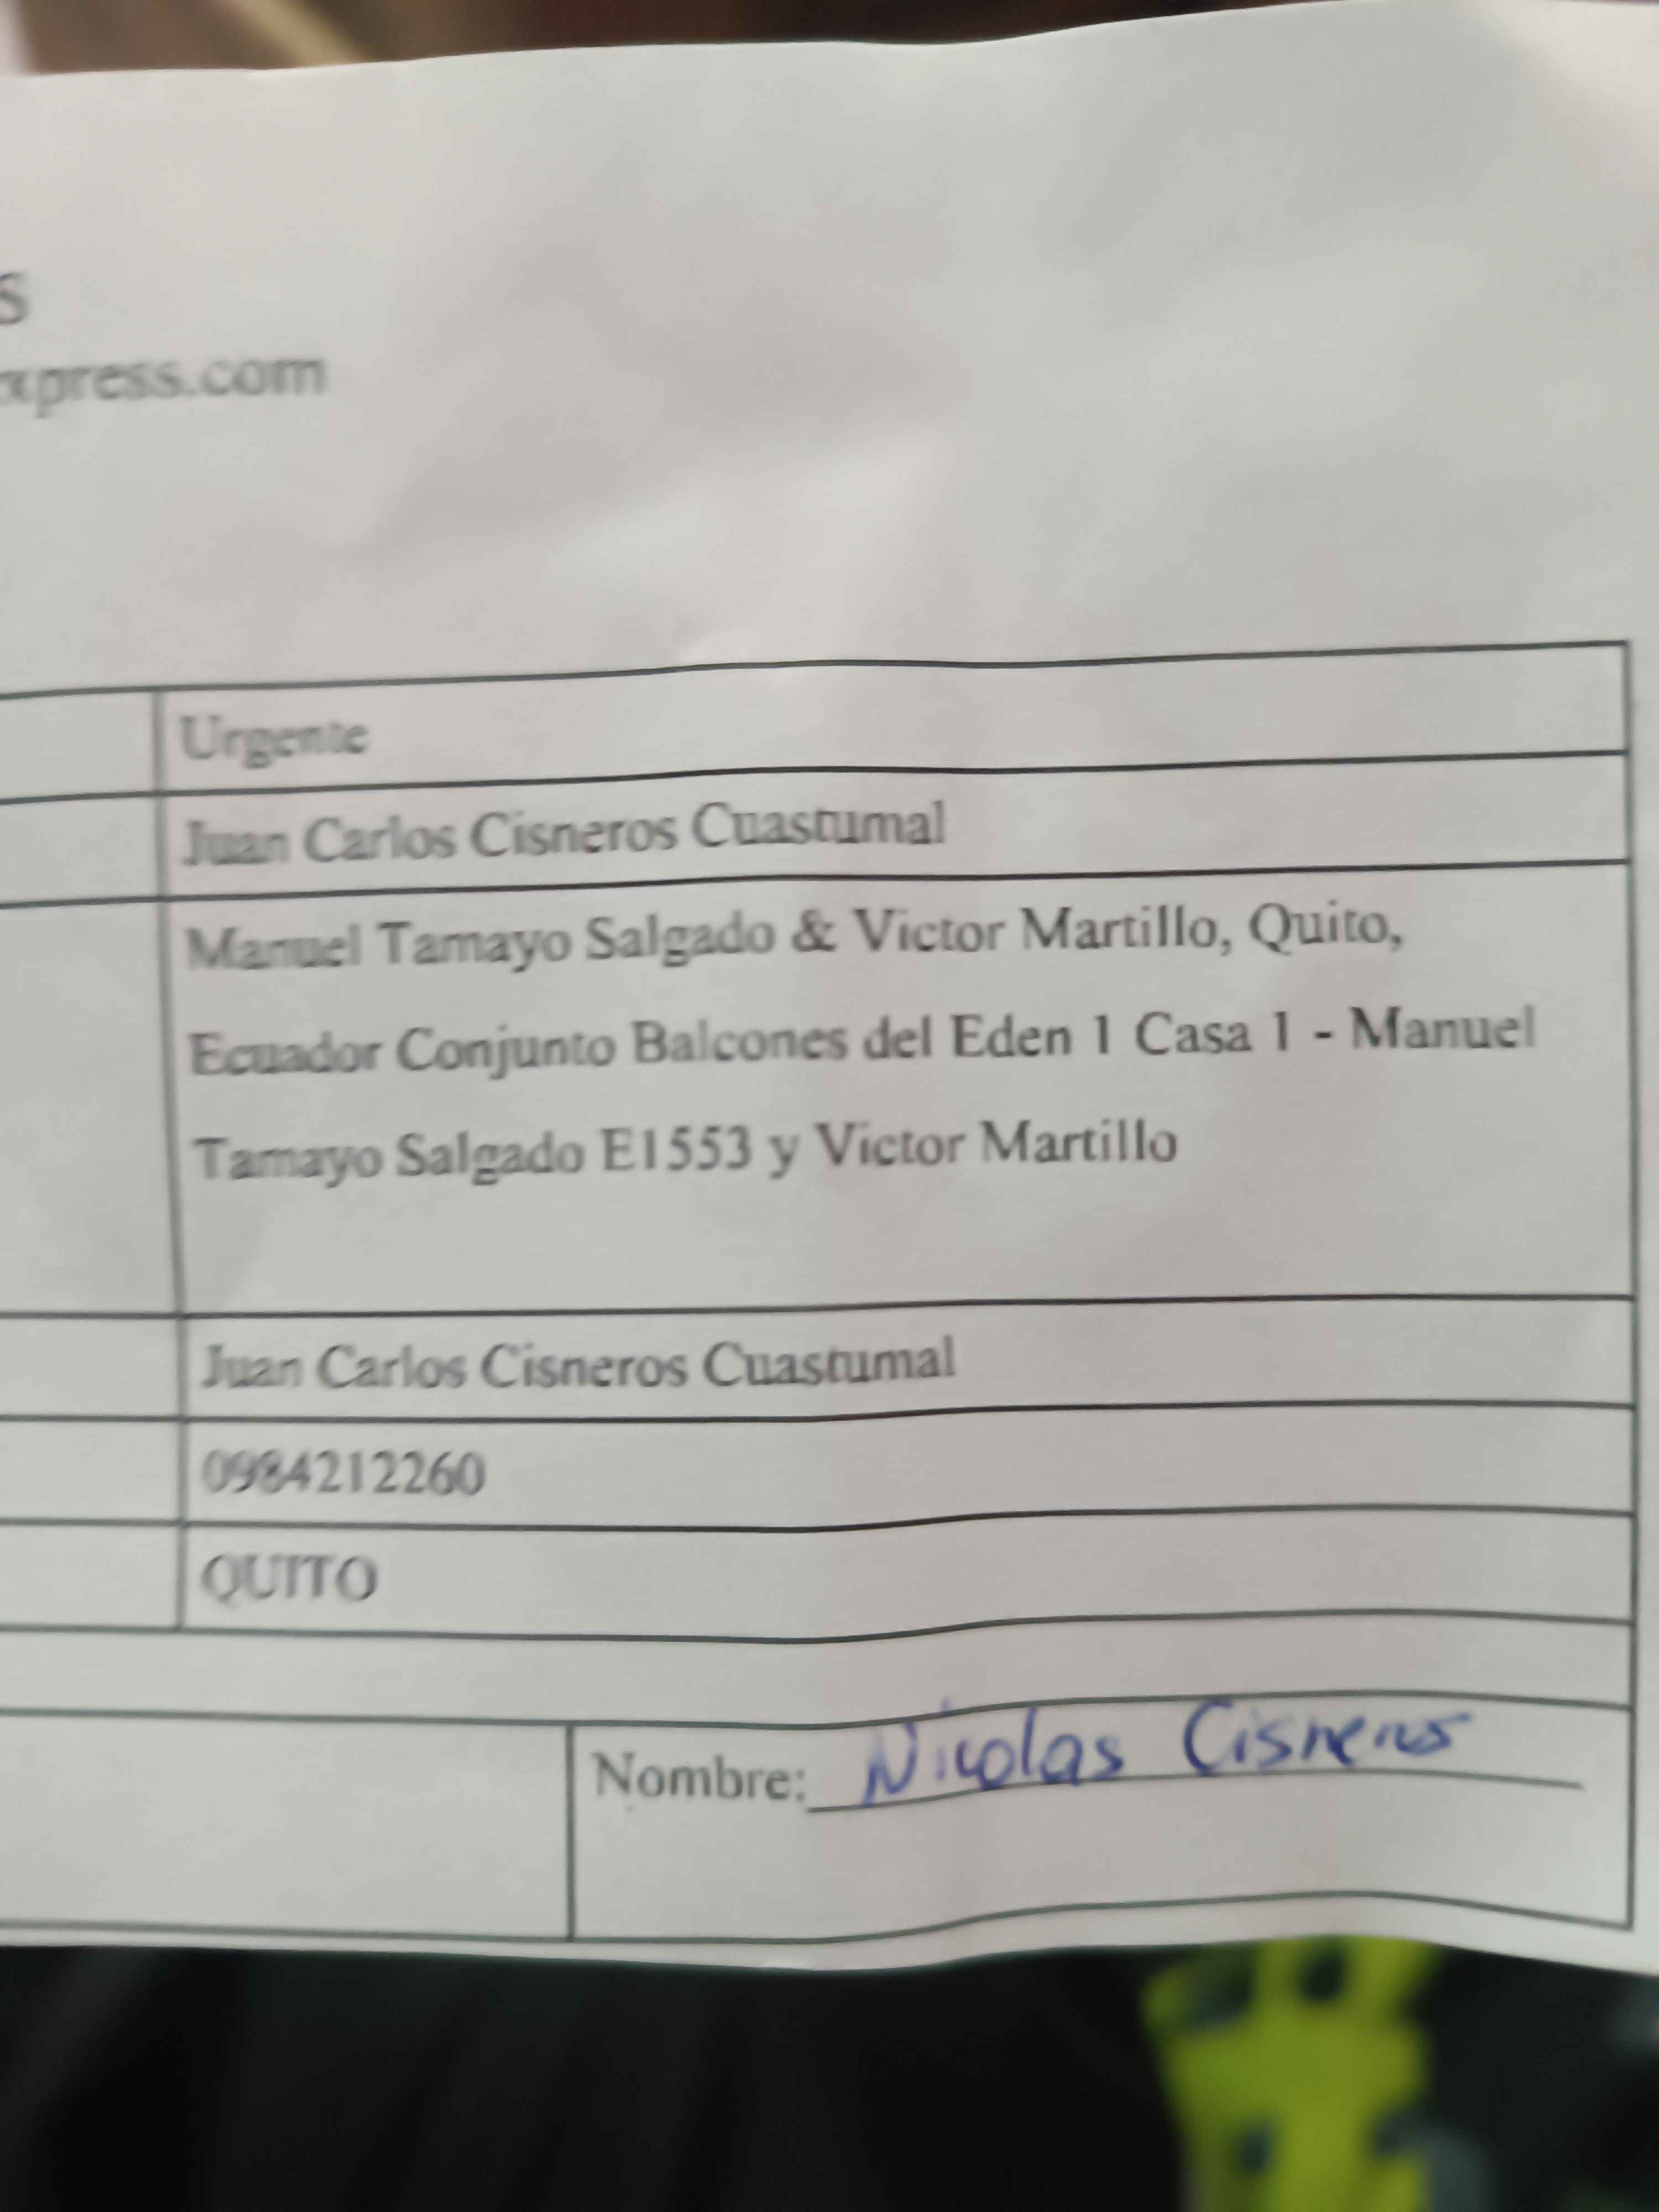 S
xpress.com
Urgente
Juan Carlos Cisneros Cuastumal
Manuel Tamayo Salgado & Victor Martillo, Quito,
Ecuador Conjunto Balcones del Eden 1 Casa 1 - Manuel
Tamayo Salgado E1553 y Victor Martillo
Juan Carlos Cisneros Cuastumal
0984212260
QUITO
Nombre: Nicolas Cisneros